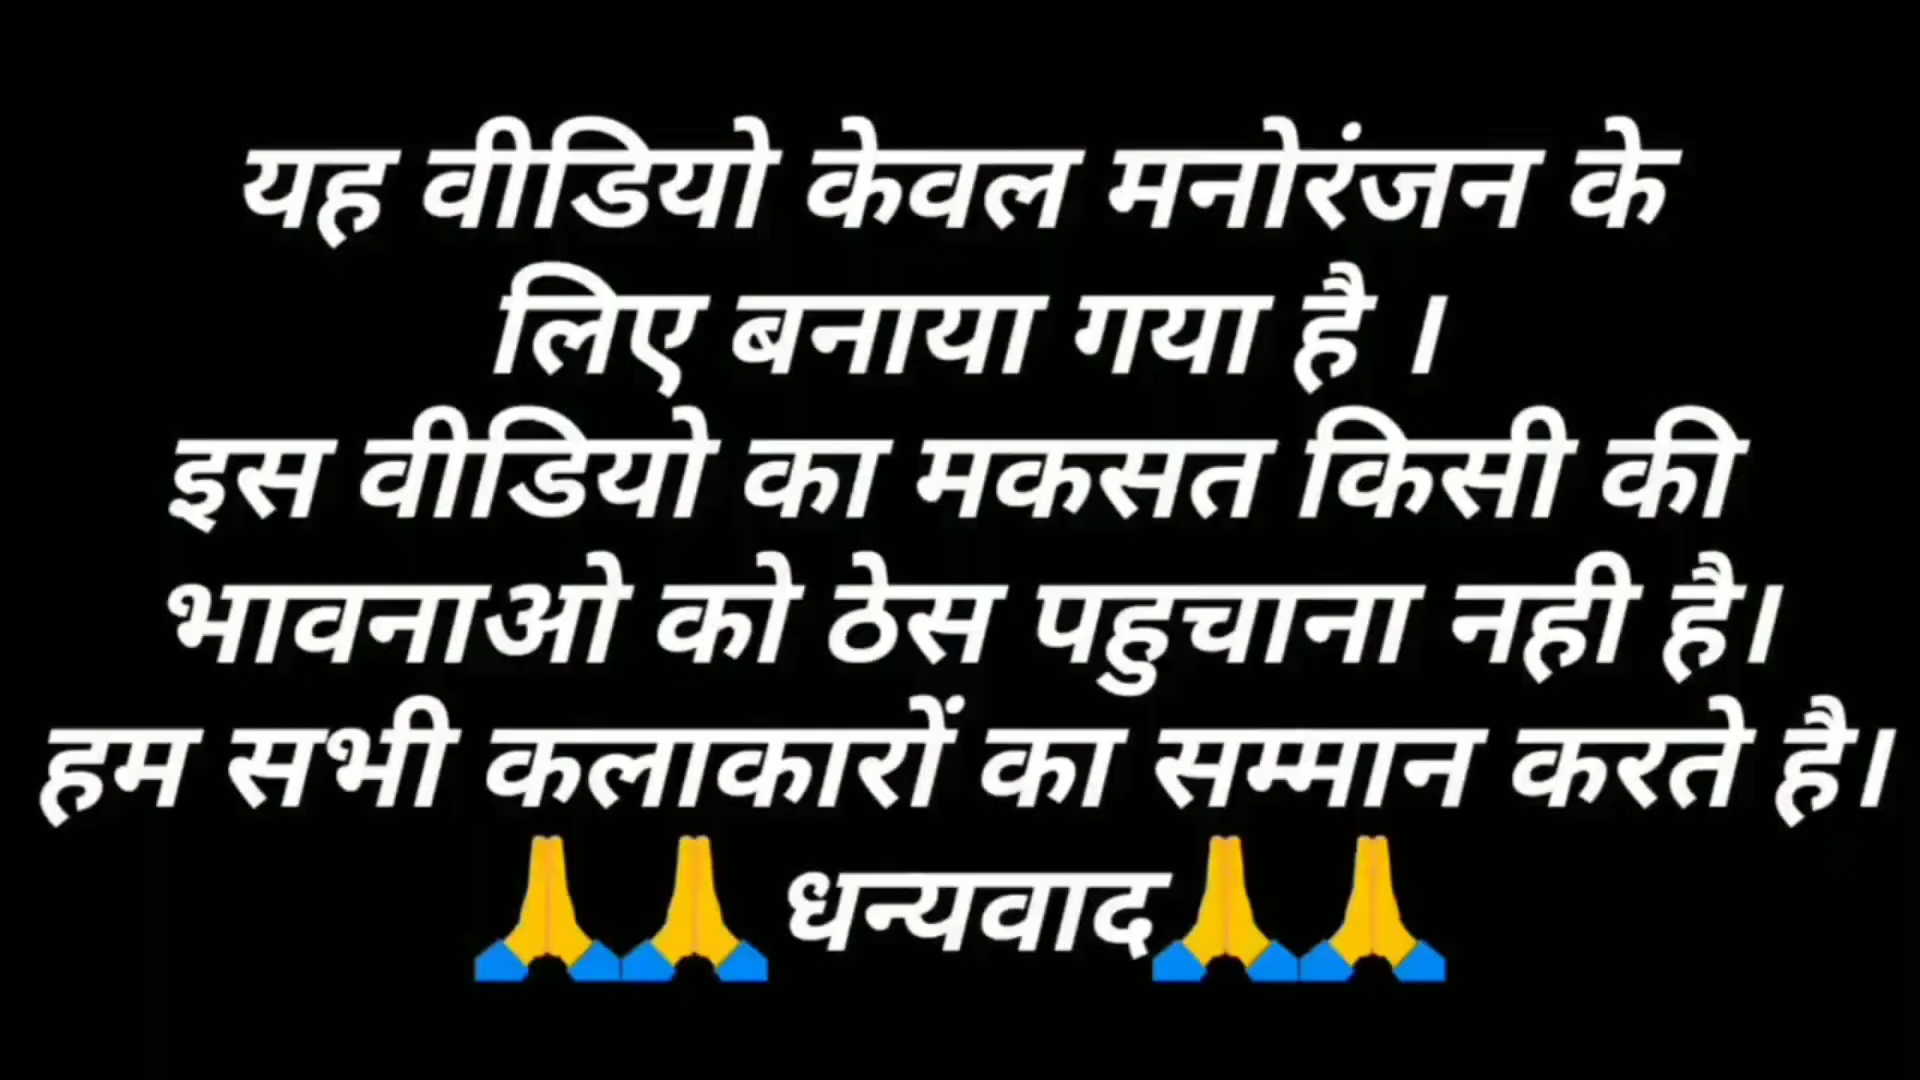 यह वीडियो केवल मनोरंजन के
लिए बनाया गया है ।
इस वीडियो का मकसत किसी की
भावनाओ को ठेस पहुचाना नही है।
हम सभी कलाकारों का सम्मान करते है।
🙏🙏 धन्यवाद🙏🙏